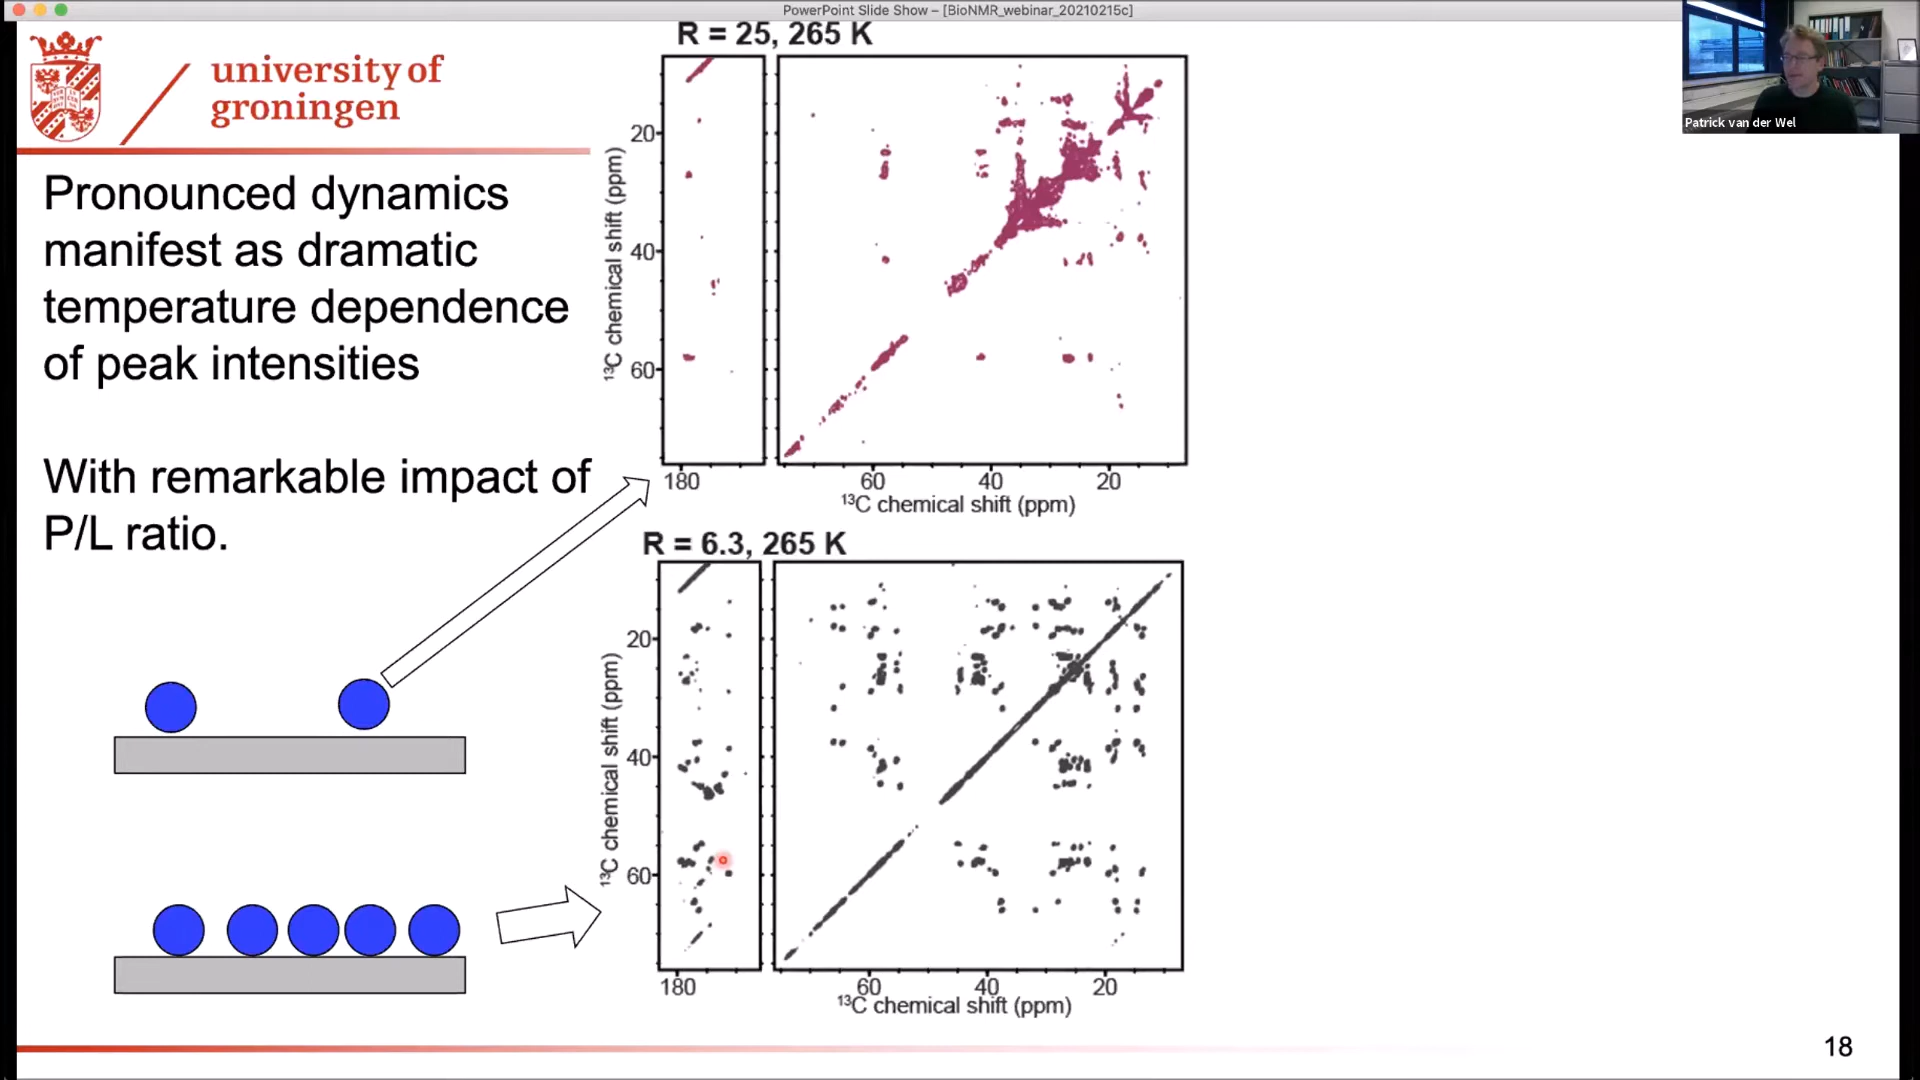 PowerPoint Slide Show – [BioNMR_webinar_20210215c]
university of
groningen
Pronounced dynamics
manifest as dramatic
temperature dependence
of peak intensities
With remarkable impact of
P/L ratio.
R = 25, 265 K
20
40
60
¹³C chemical shift (ppm)
180
60
40
20
¹³C chemical shift (ppm)
R = 6.3, 265 K
20
40
60
¹³C chemical shift (ppm)
180
60
40
20
¹³C chemical shift (ppm)
Patrick van der Wel
18